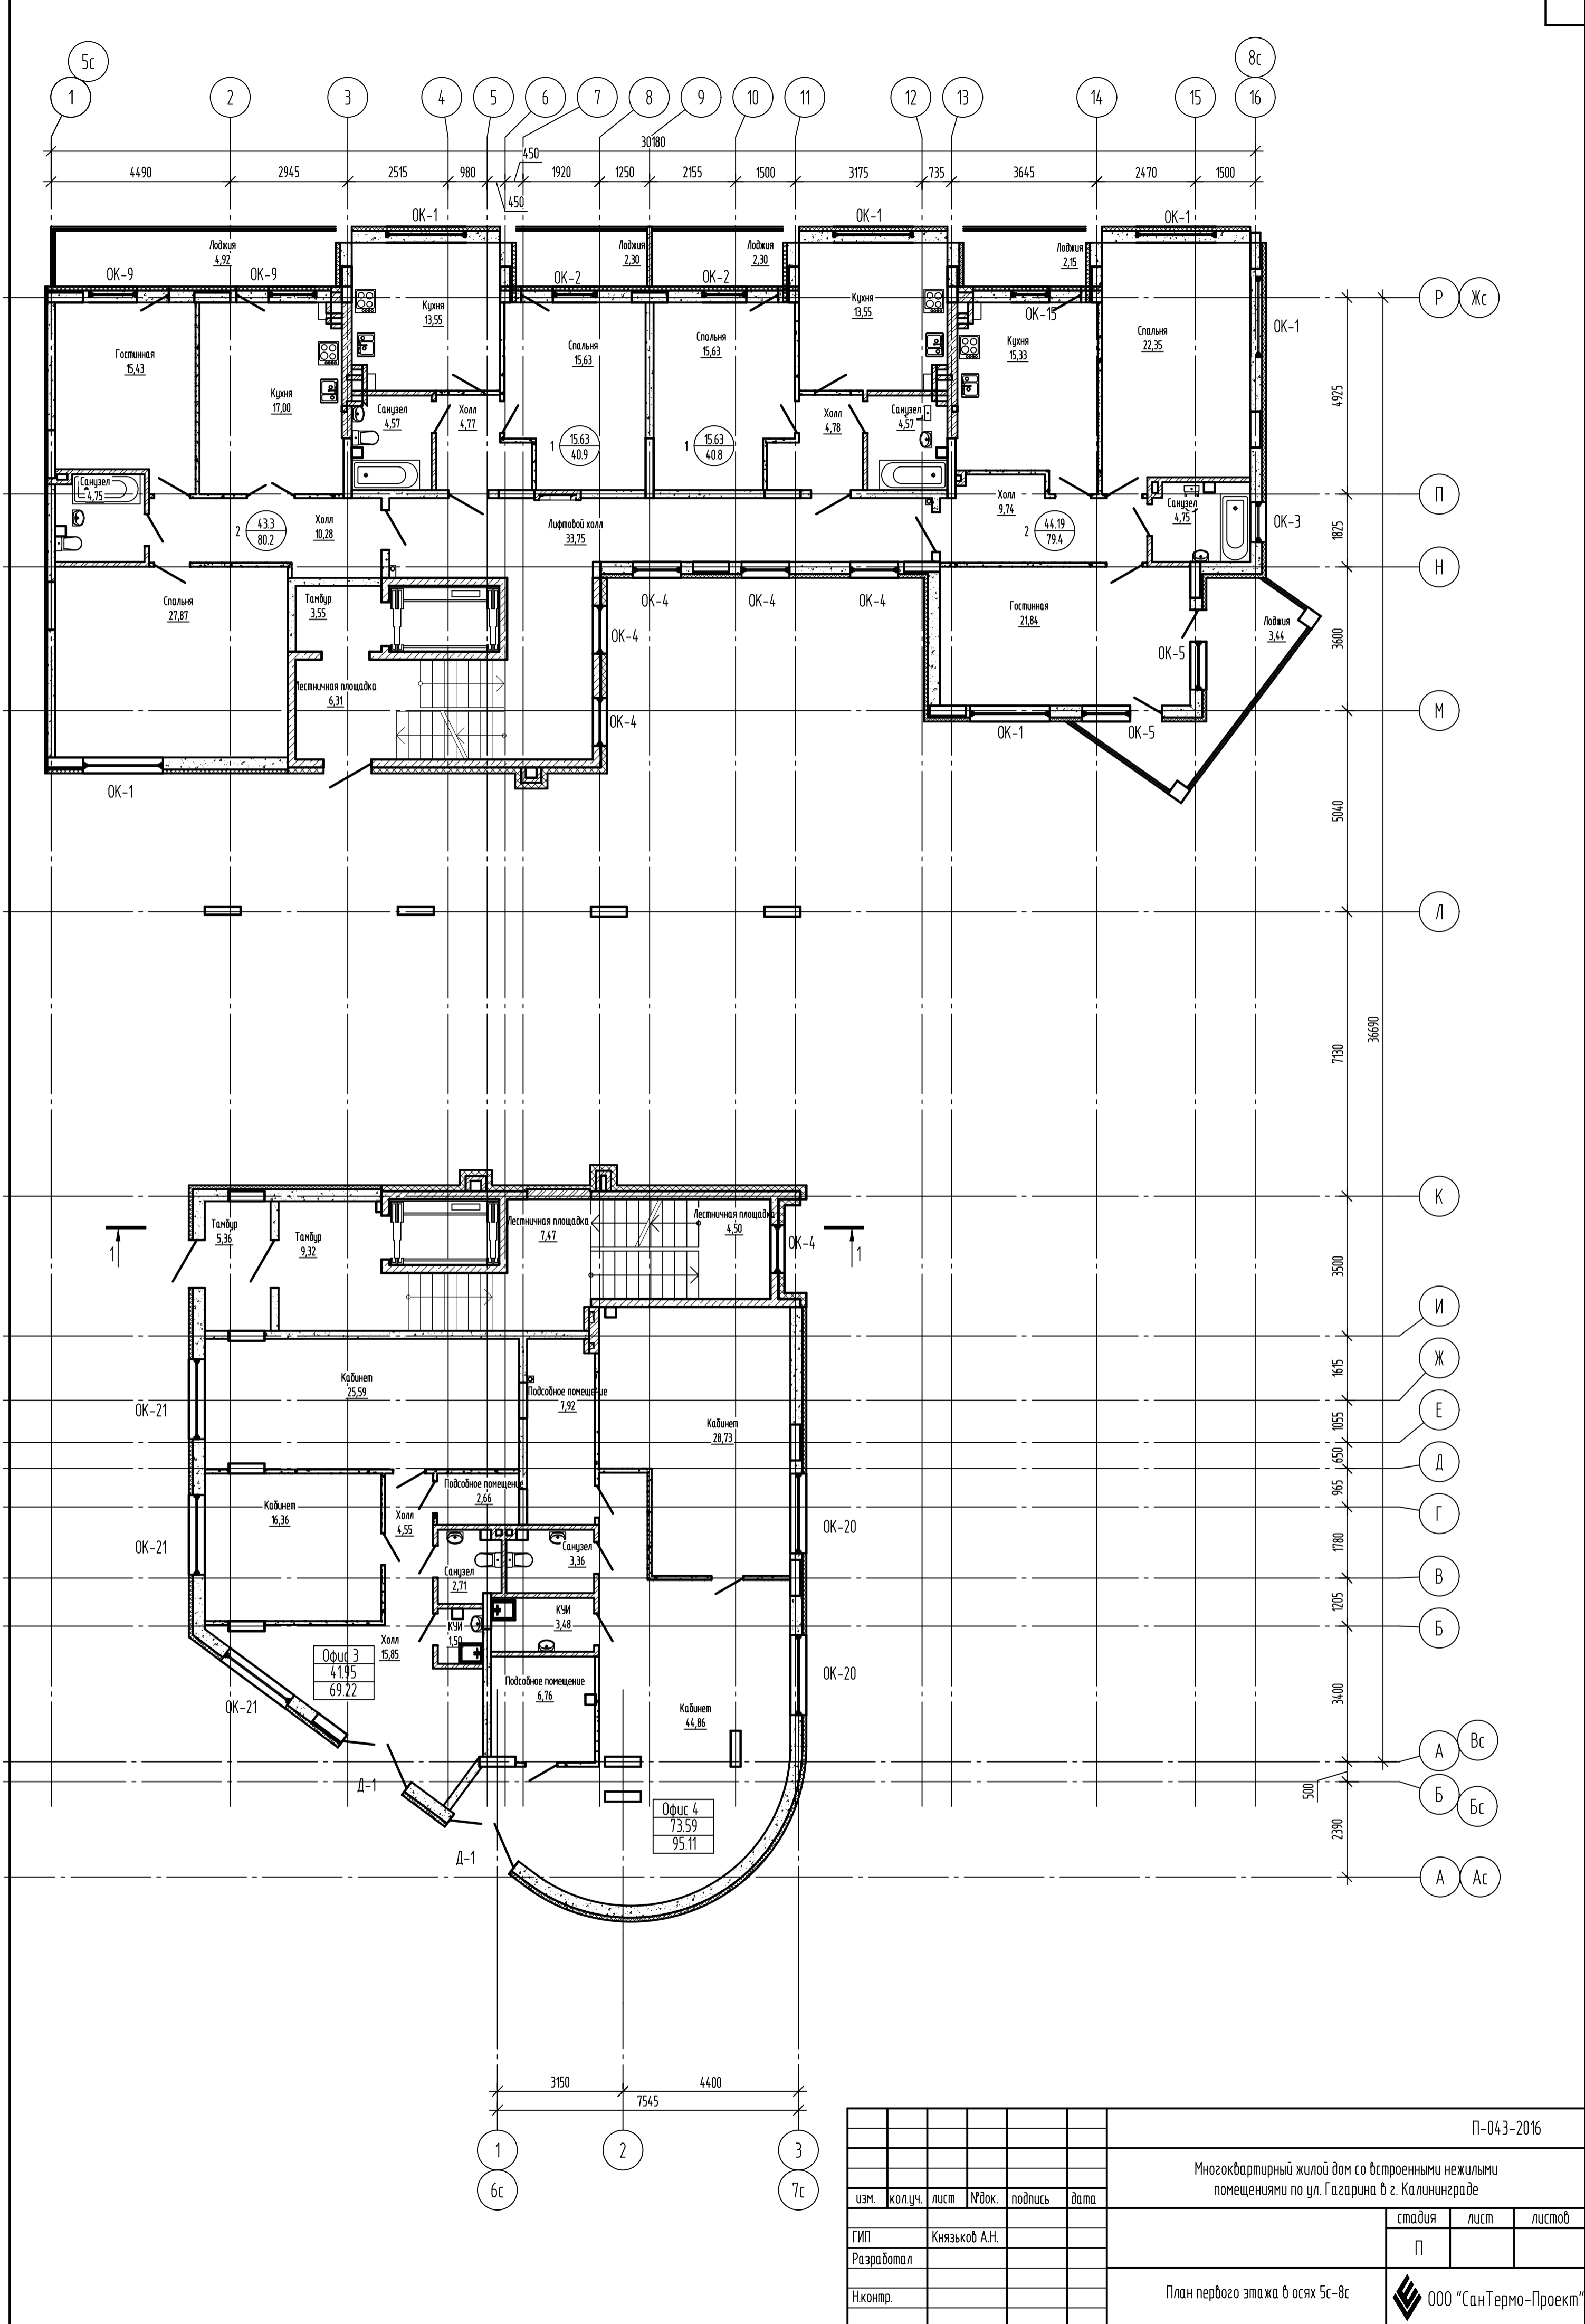 5с
8с
1 2 3 4 5 6 7 8 9 10 11 12 13 14 15 16
30180
450
4490 2945 2515 980 1920 1250 2155 1500 3175 735 3645 2470 1500
450
ОК-1 ОК-1 ОК-1
Лоджия Лоджия Лоджия Лоджия
4,92 2,30 2,30 2,15
ОК-9 ОК-9 ОК-2 ОК-2
Р Жс
Кухня Кухня
13,55 13,55
ОК-15
ОК-1
Гостинная Спальня Спальня Кухня Спальня
15,43 15,63 15,63 15,33 22,35
Кухня
17,00
4925
Санузел Холл Холл Санузел
4,57 4,77 4,78 4,57
1 15.63
40.9
1 15.63
40.8
Санузел
4,75
Холл
9,74
Санузел
4,75
П
2 43.3
80.2
Холл
10,28
Лифтовой холл
33,75
2 44.19
79.4
ОК-3
1825
Н
Спальня
27,87
Тамбур
3,55
ОК-4 ОК-4 ОК-4
Гостинная
21,84
Лоджия
3,44
ОК-4
ОК-5
3600
Лестничная площадка
6,31
ОК-4
ОК-1 ОК-5
М
ОК-1
5040
Л
7130
36690
К
Тамбур
5,36
Тамбур
9,32
Лестничная площадка
7,47
Лестничная площадка
4,50
1 1
ОК-4
3500
И
Кабинет
25,59
Подсобное помещение
7,92
1615
Ж
ОК-21
Кабинет
28,73
1055
Е
650
Д
Подсобное помещение
2,66
965
Кабинет
16,36
Холл
4,55
Г
ОК-20
ОК-21
Санузел
3,36
1780
Санузел
2,71
В
КУИ
3,48
1205
КУИ
1,50
Б
Холл
15,85
Офис 3
41.95
69.22
ОК-20
Подсобное помещение
6,76
ОК-21
Кабинет
44,86
3400
А Вс
Д-1
500
Б Бс
Офис 4
73.59
95.11
2390
Д-1
А Ас
3150 4400
7545
1 2 3
6с 7с
П-043-2016
Многоквартирный жилой дом со встроенными нежилыми
помещениями по ул. Гагарина в г. Калининграде
изм. кол.уч. лист №док. подпись дата
стадия лист листов
ГИП Князьков А.Н.
П
Разработал
Н.контр.
План первого этажа в осях 5с-8с
ООО "СанТермо-Проект"